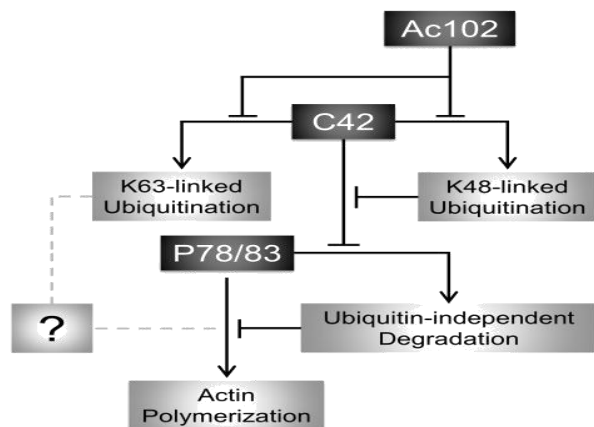 Ac102
C42
K63-linked
Ubiquitination
K48-linked
Ubiquitination
P78/83
?
Ubiquitin-independent
Degradation
Actin
Polymerization